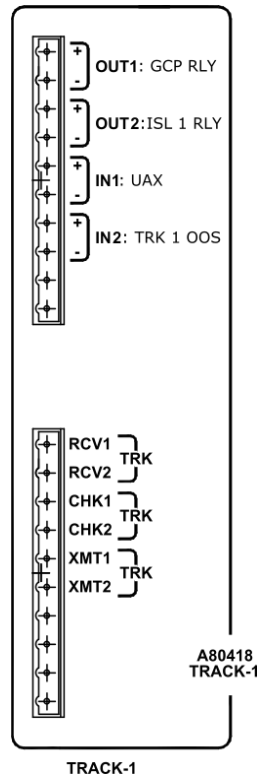 +
OUT1: GCP RLY
-
+
OUT2:ISL 1 RLY
-
+
IN1: UAX
-
+
IN2: TRK 1 OOS
-
RCV1
TRK
RCV2
CHK1
TRK
CHK2
XMT1
TRK
XMT2
A80418
TRACK-1
TRACK-1